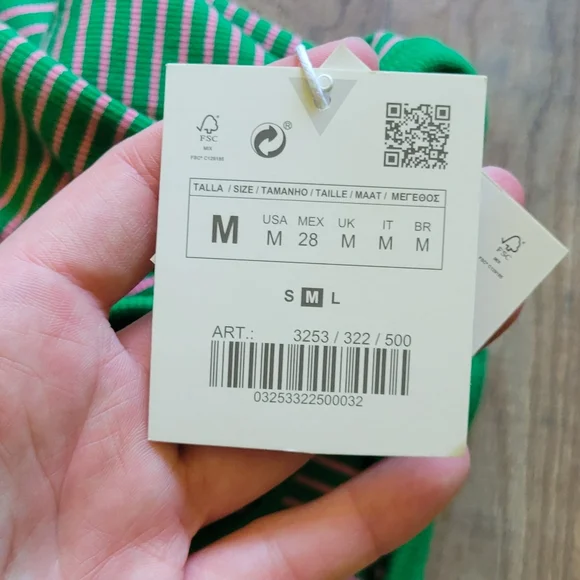 FSC
MIX
®
TALLA / SIZE / TAMANHO / TAILLE / MAAT / ΜΕΓΕΘΟΣ
M
USA MEX UK IT BR
M 28 M M M
S M L
ART.: 3253 / 322 / 500
03253322500032
FSC